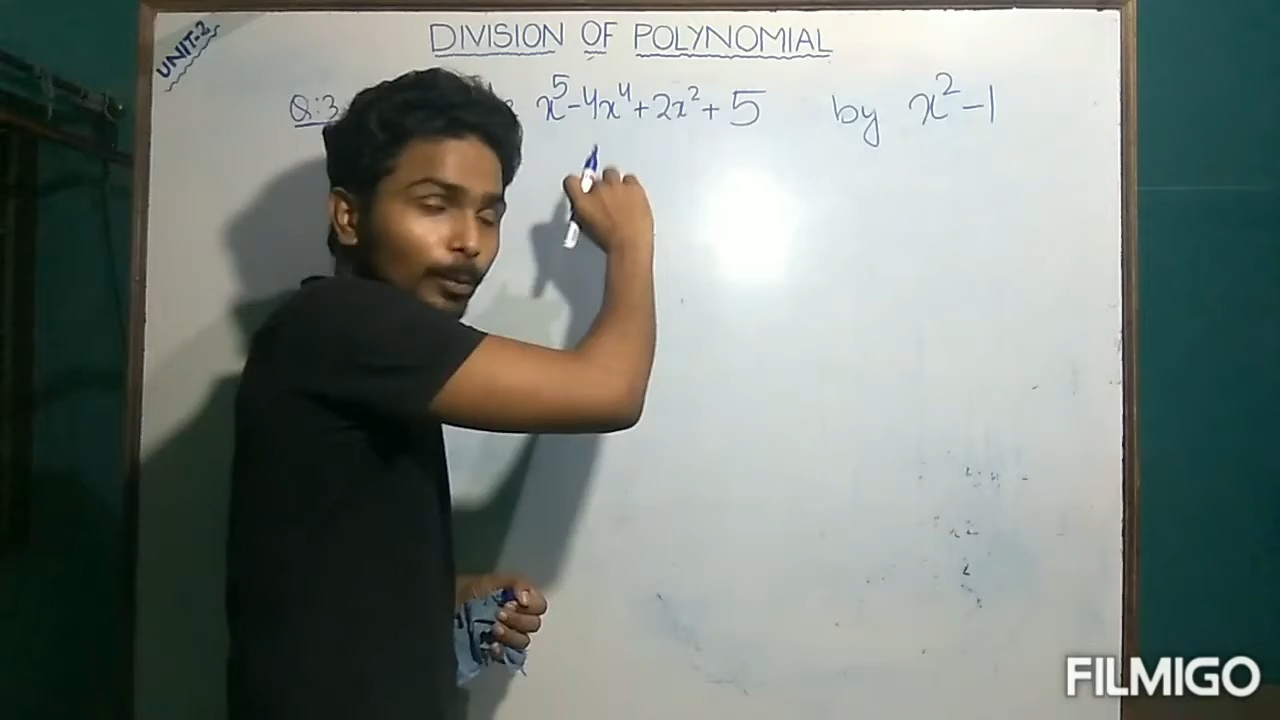 UNIT-2
DIVISION OF POLYNOMIAL
Q:3 x⁵-4x⁴+2x²+5 by x²-1
FILMIGO